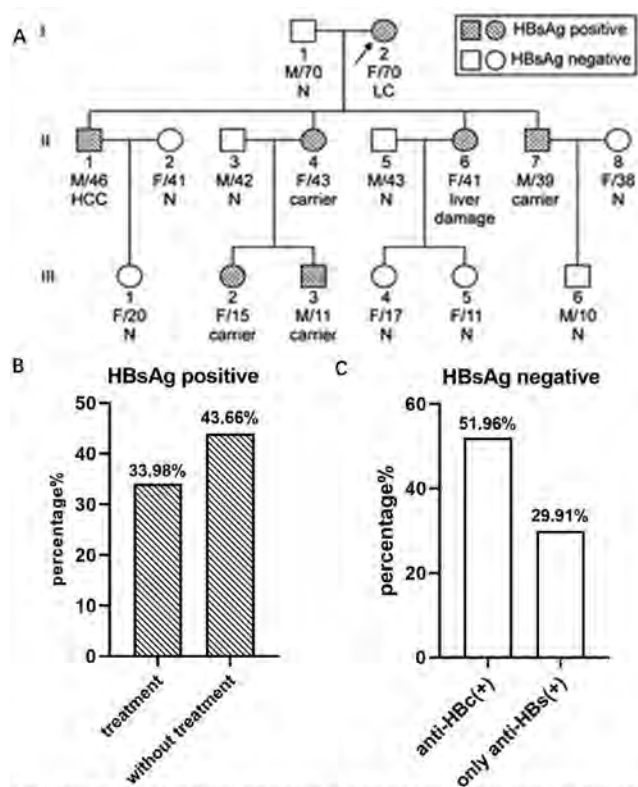 A
I
HBsAg positive
HBsAg negative
1 2
M/70 F/70
N LC
II
1 2 3 4 5 6 7 8
M/46 F/41 M/42 F/43 M/43 F/41 M/39 F/38
HCC N N carrier N liver carrier N
damage
III
1 2 3 4 5 6
F/20 F/15 M/11 F/17 F/11 M/10
N carrier carrier N N N
B
HBsAg positive
percentage%
50
40
30
20
10
0
33.98%
43.66%
treatment
without treatment
C
HBsAg negative
percentage%
60
40
20
0
51.96%
29.91%
anti-HBc(+)
only anti-HBs(+)